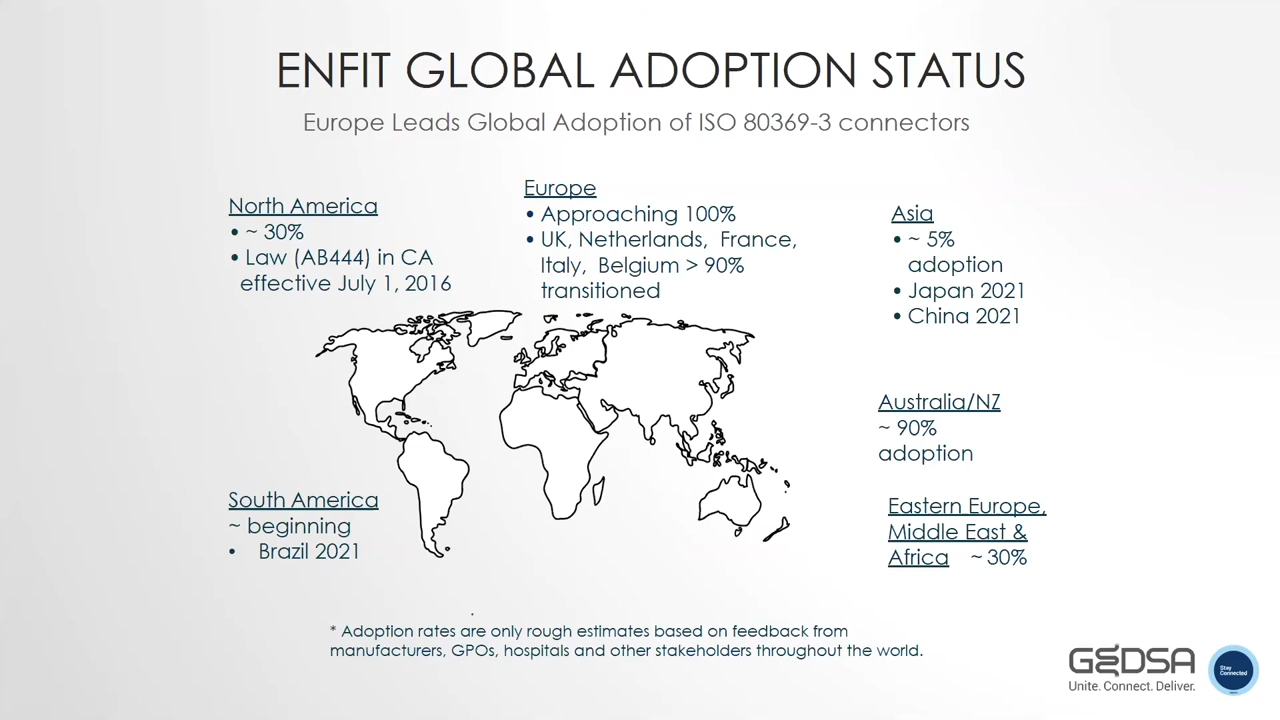 ENFIT GLOBAL ADOPTION STATUS
Europe Leads Global Adoption of ISO 80369-3 connectors
North America
• ~ 30%
• Law (AB444) in CA
effective July 1, 2016
Europe
• Approaching 100%
• UK, Netherlands, France,
Italy, Belgium > 90%
transitioned
Asia
• ~ 5%
adoption
• Japan 2021
• China 2021
Australia/NZ
~ 90%
adoption
South America
~ beginning
• Brazil 2021
Eastern Europe,
Middle East &
Africa ~ 30%
* Adoption rates are only rough estimates based on feedback from
manufacturers, GPOs, hospitals and other stakeholders throughout the world.
GEDSA
Unite. Connect. Deliver.
Stay
Connected